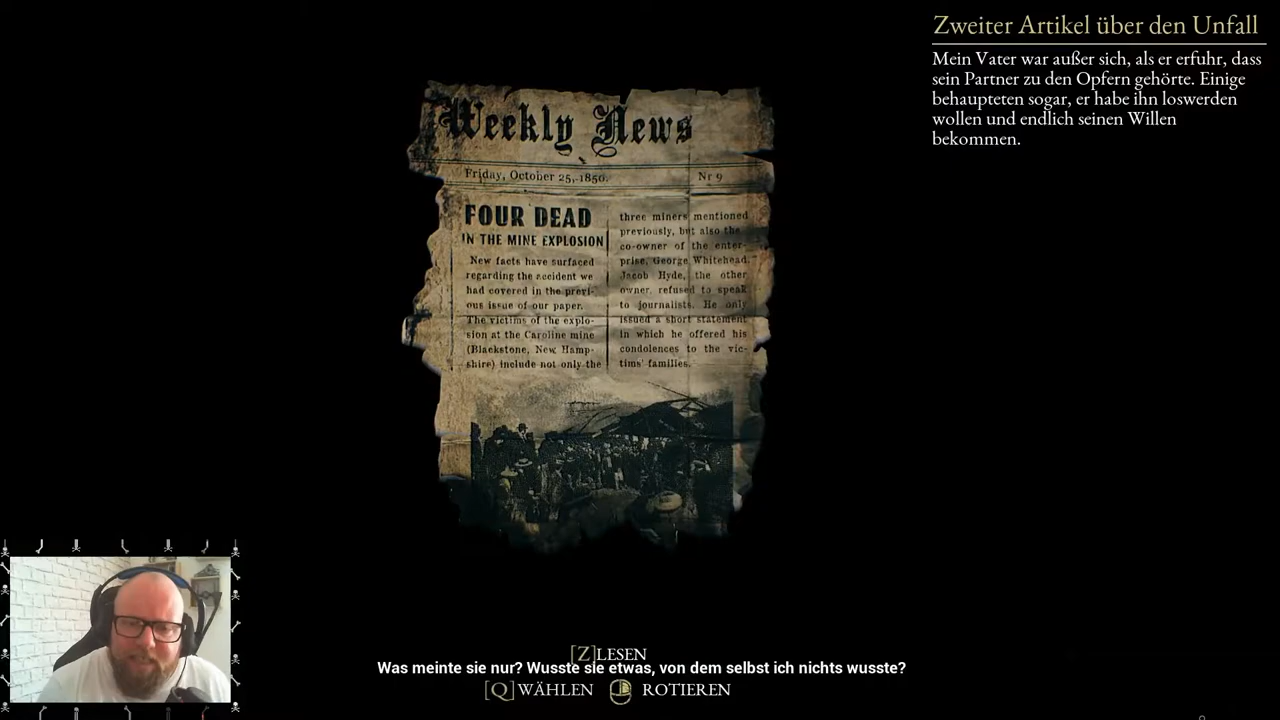 Zweiter Artikel über den Unfall
Mein Vater war außer sich, als er erfuhr, dass
sein Partner zu den Opfern gehörte. Einige
behaupteten sogar, er habe ihn loswerden
wollen und endlich seinen Willen
bekommen.
Weekly News
Friday, October 25, 1850.
Nr 9
FOUR DEAD
IN THE MINE EXPLOSION
New facts have surfaced
regarding the accident we
had covered in the previ-
ous issue of our paper.
The victims of the explo-
sion at the Caroline mine
(Blackstone, New Hamp-
shire) include not only the
three miners mentioned
previously, but also the
co-owner of the enter-
prise, George Whitehead.
Jacob Hyde, the other
owner, refused to speak
to journalists. He only
issued a short statement
in which he offered his
condolences to the vic-
tims' families.
[Z]LESEN
Was meinte sie nur? Wusste sie etwas, von dem selbst ich nichts wusste?
[Q]WÄHLEN ROTIEREN